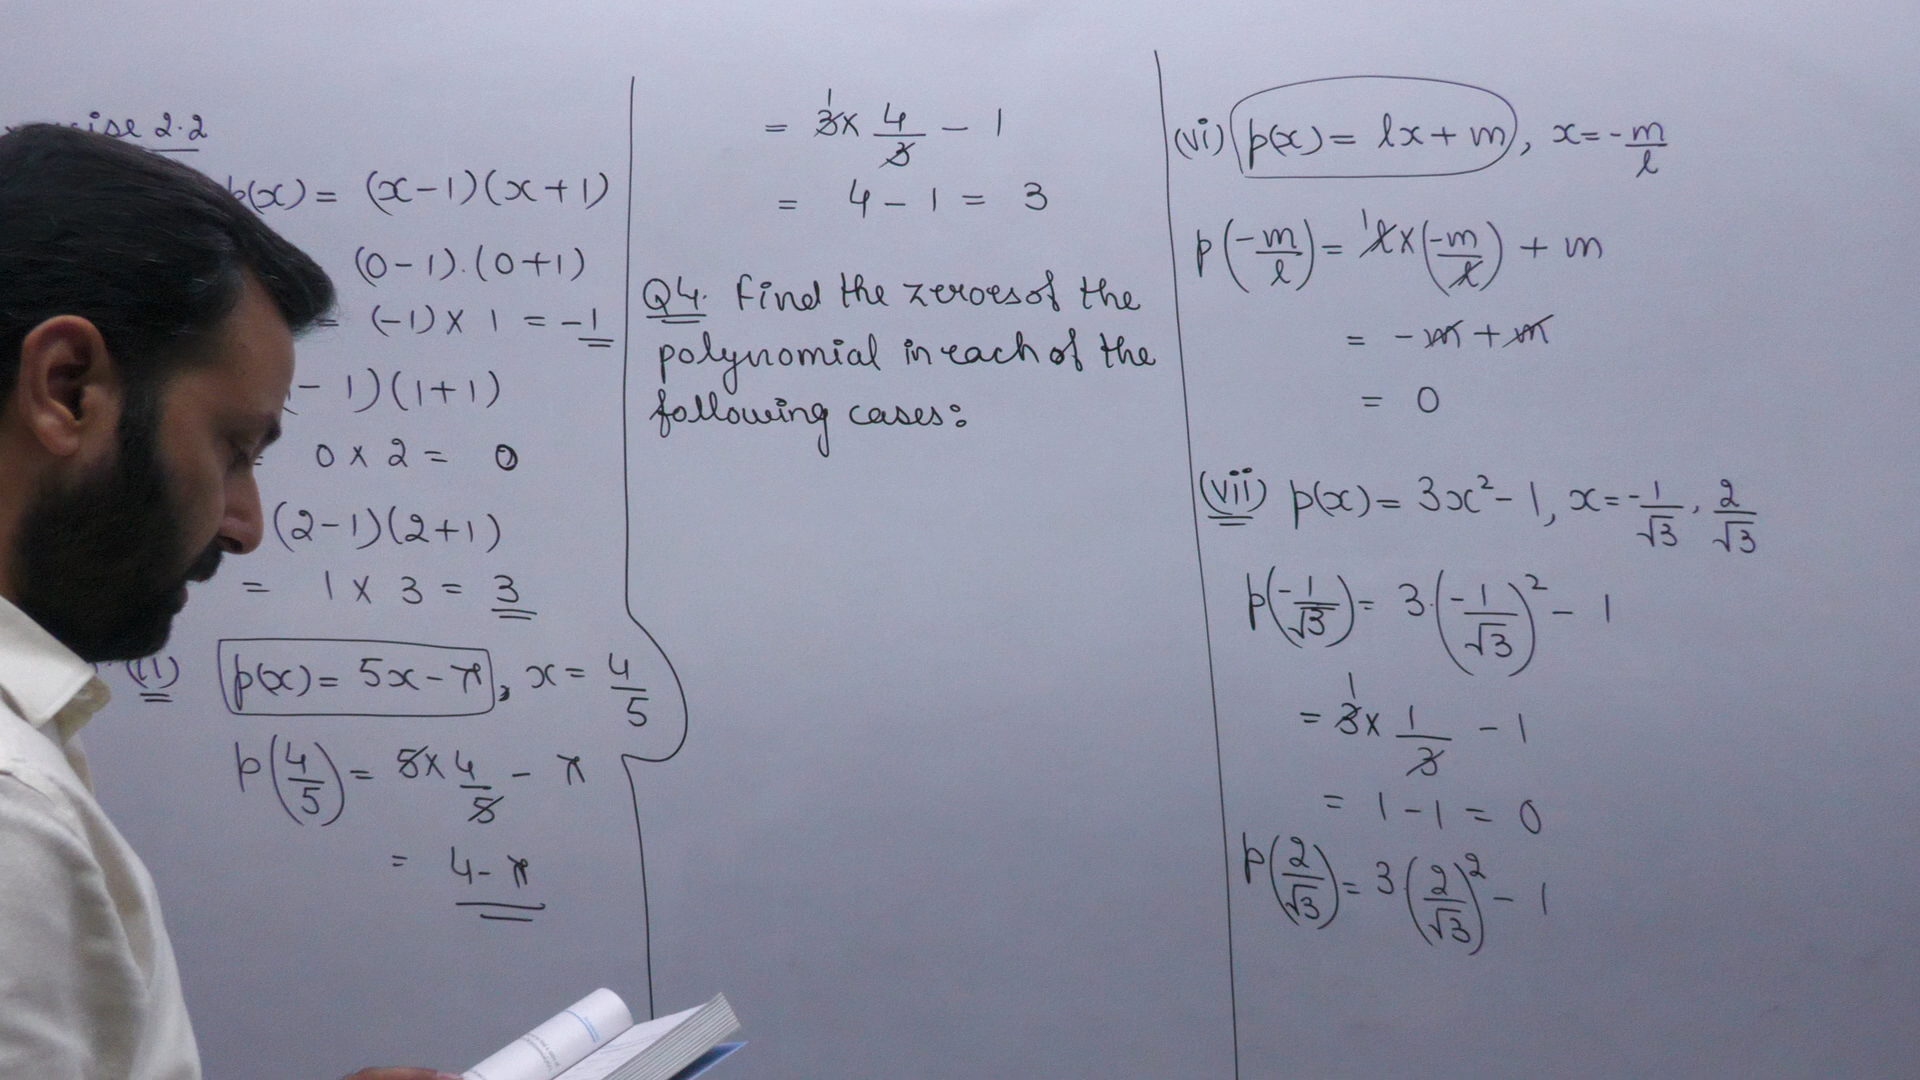 2.2
p(x) = (x-1)(x+1)
(0-1).(0+1)
= (-1) × 1 = -1
- 1)(1+1)
= 0 × 2 = 0
(2-1)(2+1)
= 1 × 3 = 3
(ii) p(x) = 5x - π, x = 4/5
p(4/5) = 5 × 4/5 - π
= 4 - π
= 3 × 4/3 - 1
= 4 - 1 = 3
Q4. Find the zeroes of the
polynomial in each of the
following cases:
(vi) p(x) = lx + m, x = -m/l
p(-m/l) = l × (-m/l) + m
= -m + m
= 0
(vii) p(x) = 3x² - 1, x = -1/√3, 2/√3
p(-1/√3) = 3.(-1/√3)² - 1
= 3 × 1/3 - 1
= 1 - 1 = 0
p(2/√3) = 3(2/√3)² - 1